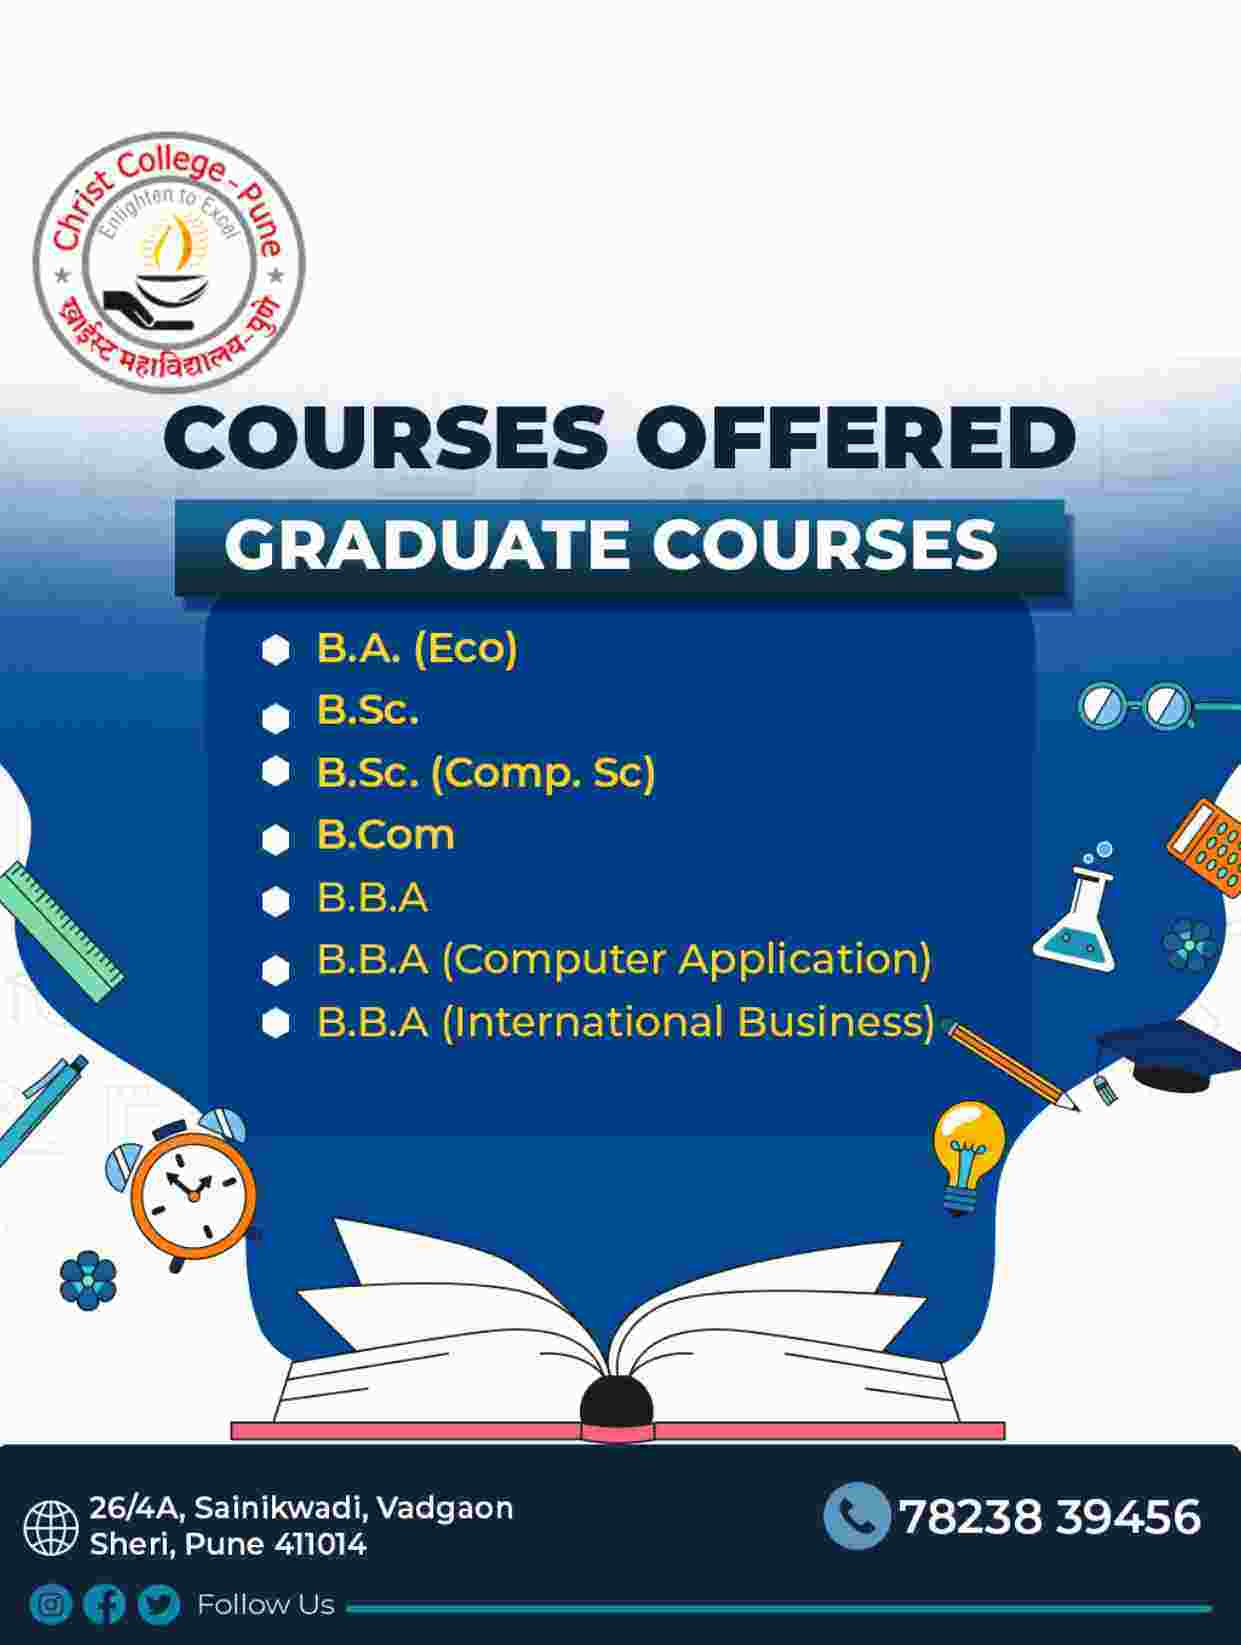 Christ College - Pune
Enlighten to Excel
ख्राईस्ट महाविद्यालय-पुणे
COURSES OFFERED
GRADUATE COURSES
B.A. (Eco)
B.Sc.
B.Sc. (Comp. Sc)
B.Com
B.B.A
B.B.A (Computer Application)
B.B.A (International Business)
26/4A, Sainikwadi, Vadgaon
Sheri, Pune 411014
78238 39456
Follow Us